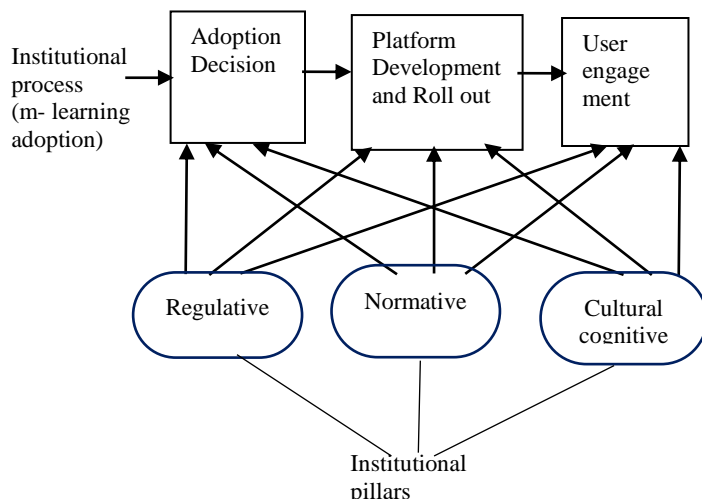 Institutional
process
(m- learning
adoption)
Adoption
Decision
Platform
Development
and Roll out
User
engage
ment
Regulative
Normative
Cultural
cognitive
Institutional
pillars